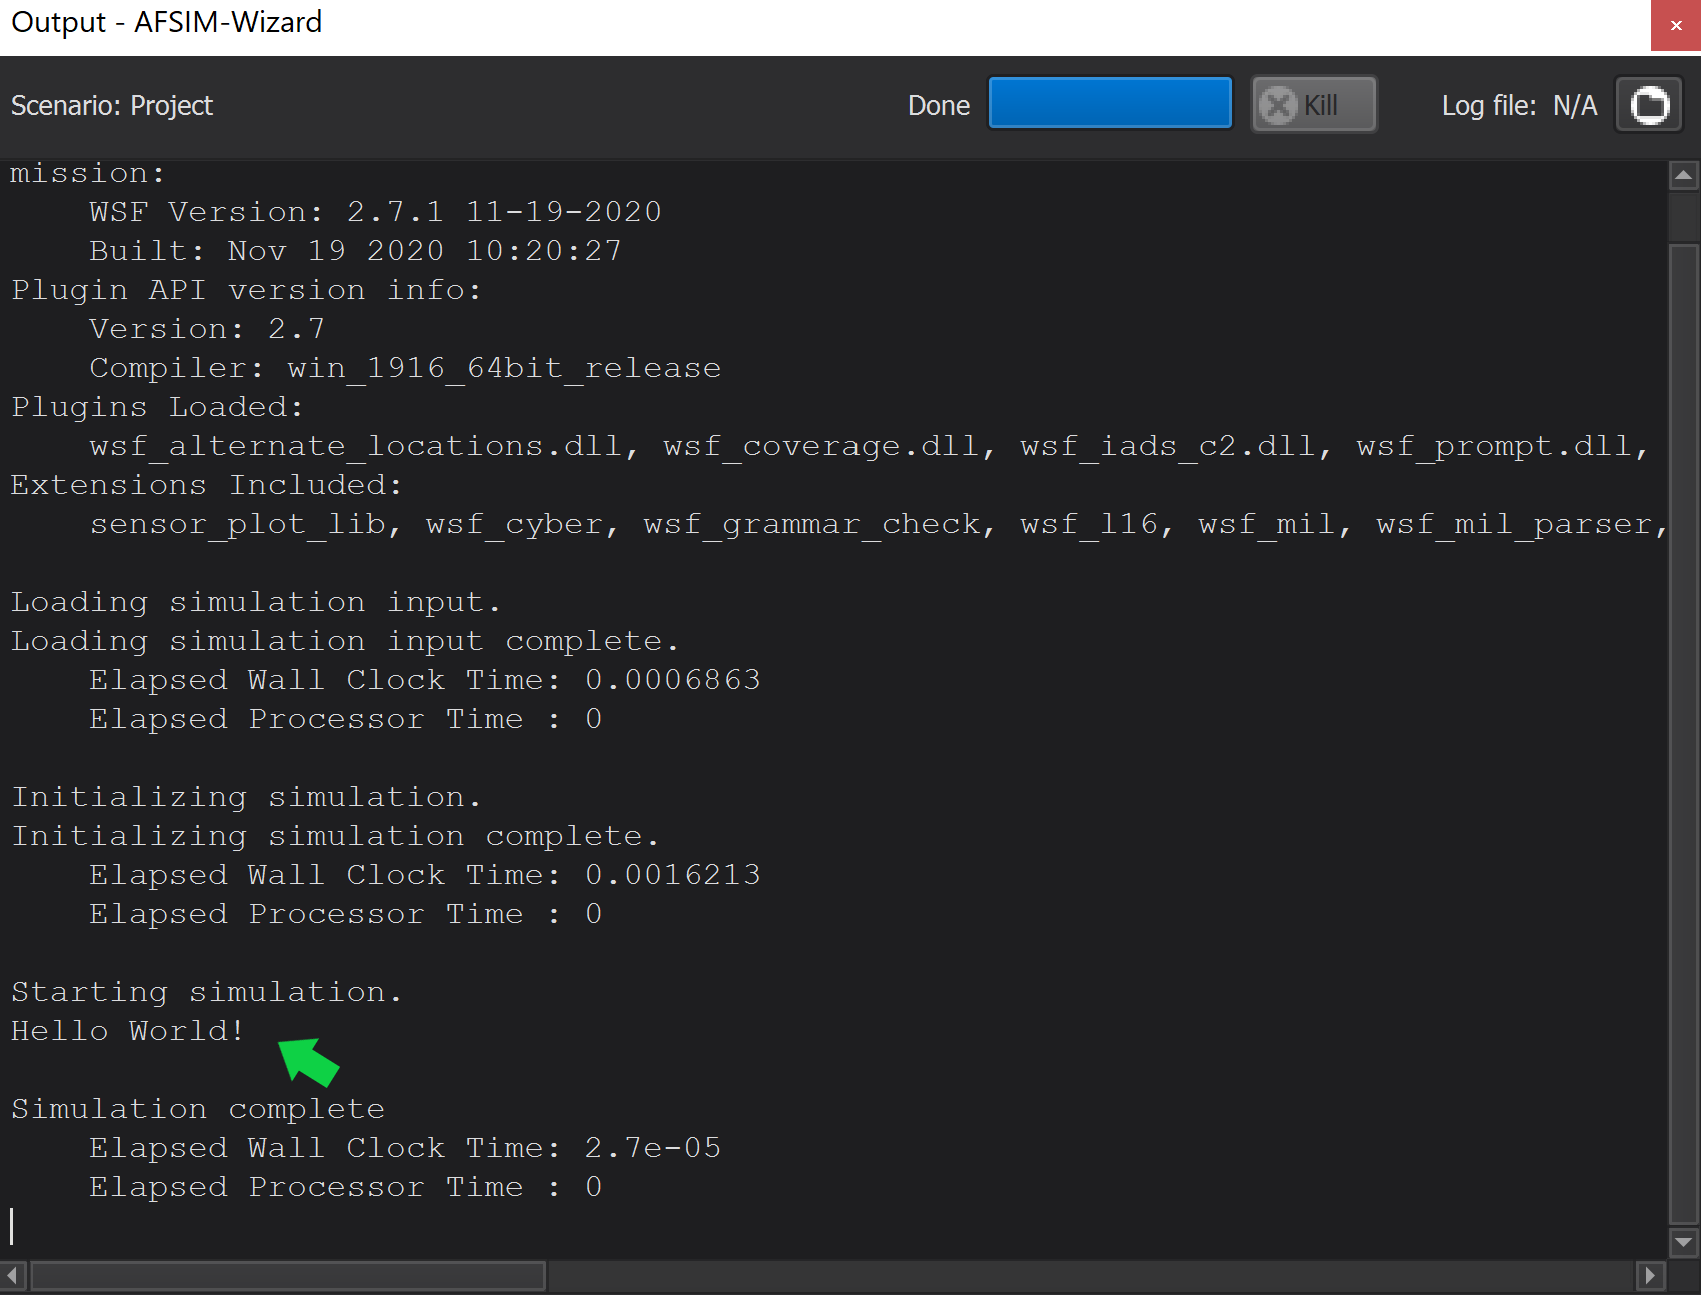 Output - AFSIM-Wizard
Scenario: Project Done Kill Log file: N/A
mission:
WSF Version: 2.7.1 11-19-2020
Built: Nov 19 2020 10:20:27
Plugin API version info:
Version: 2.7
Compiler: win_1916_64bit_release
Plugins Loaded:
wsf_alternate_locations.dll, wsf_coverage.dll, wsf_iads_c2.dll, wsf_prompt.dll,
Extensions Included:
sensor_plot_lib, wsf_cyber, wsf_grammar_check, wsf_l16, wsf_mil, wsf_mil_parser,
Loading simulation input.
Loading simulation input complete.
Elapsed Wall Clock Time: 0.0006863
Elapsed Processor Time : 0
Initializing simulation.
Initializing simulation complete.
Elapsed Wall Clock Time: 0.0016213
Elapsed Processor Time : 0
Starting simulation.
Hello World!
Simulation complete
Elapsed Wall Clock Time: 2.7e-05
Elapsed Processor Time : 0